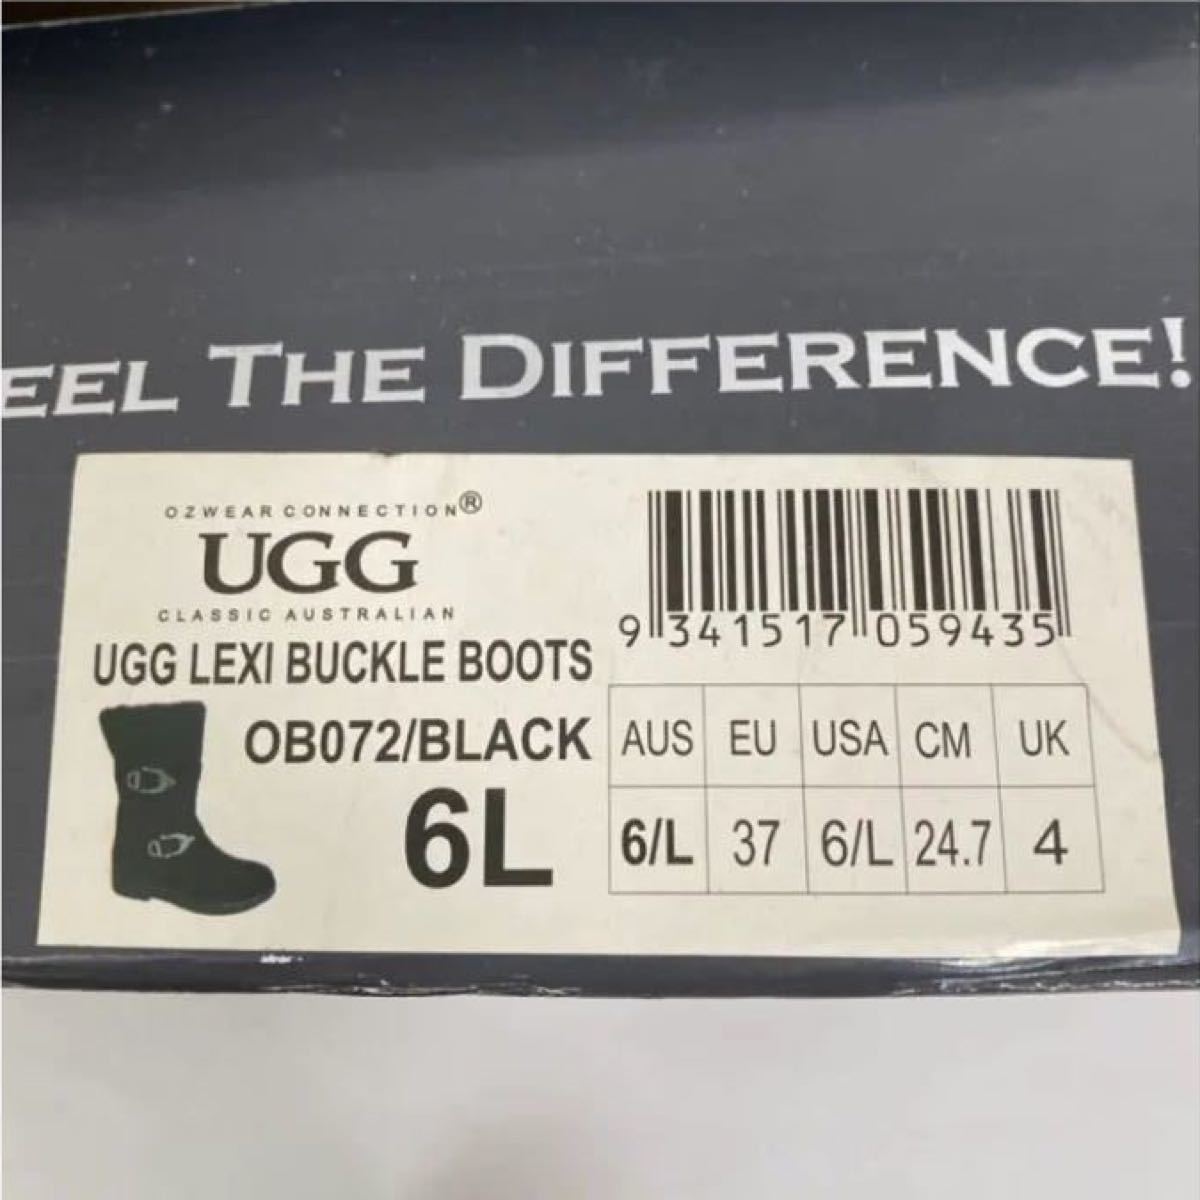 EEL THE DIFFERENCE!
OZWEAR CONNECTION®
UGG
CLASSIC AUSTRALIAN
UGG LEXI BUCKLE BOOTS
OB072/BLACK
6L
9 341517 059435
AUS EU USA CM UK
6/L 37 6/L 24.7 4